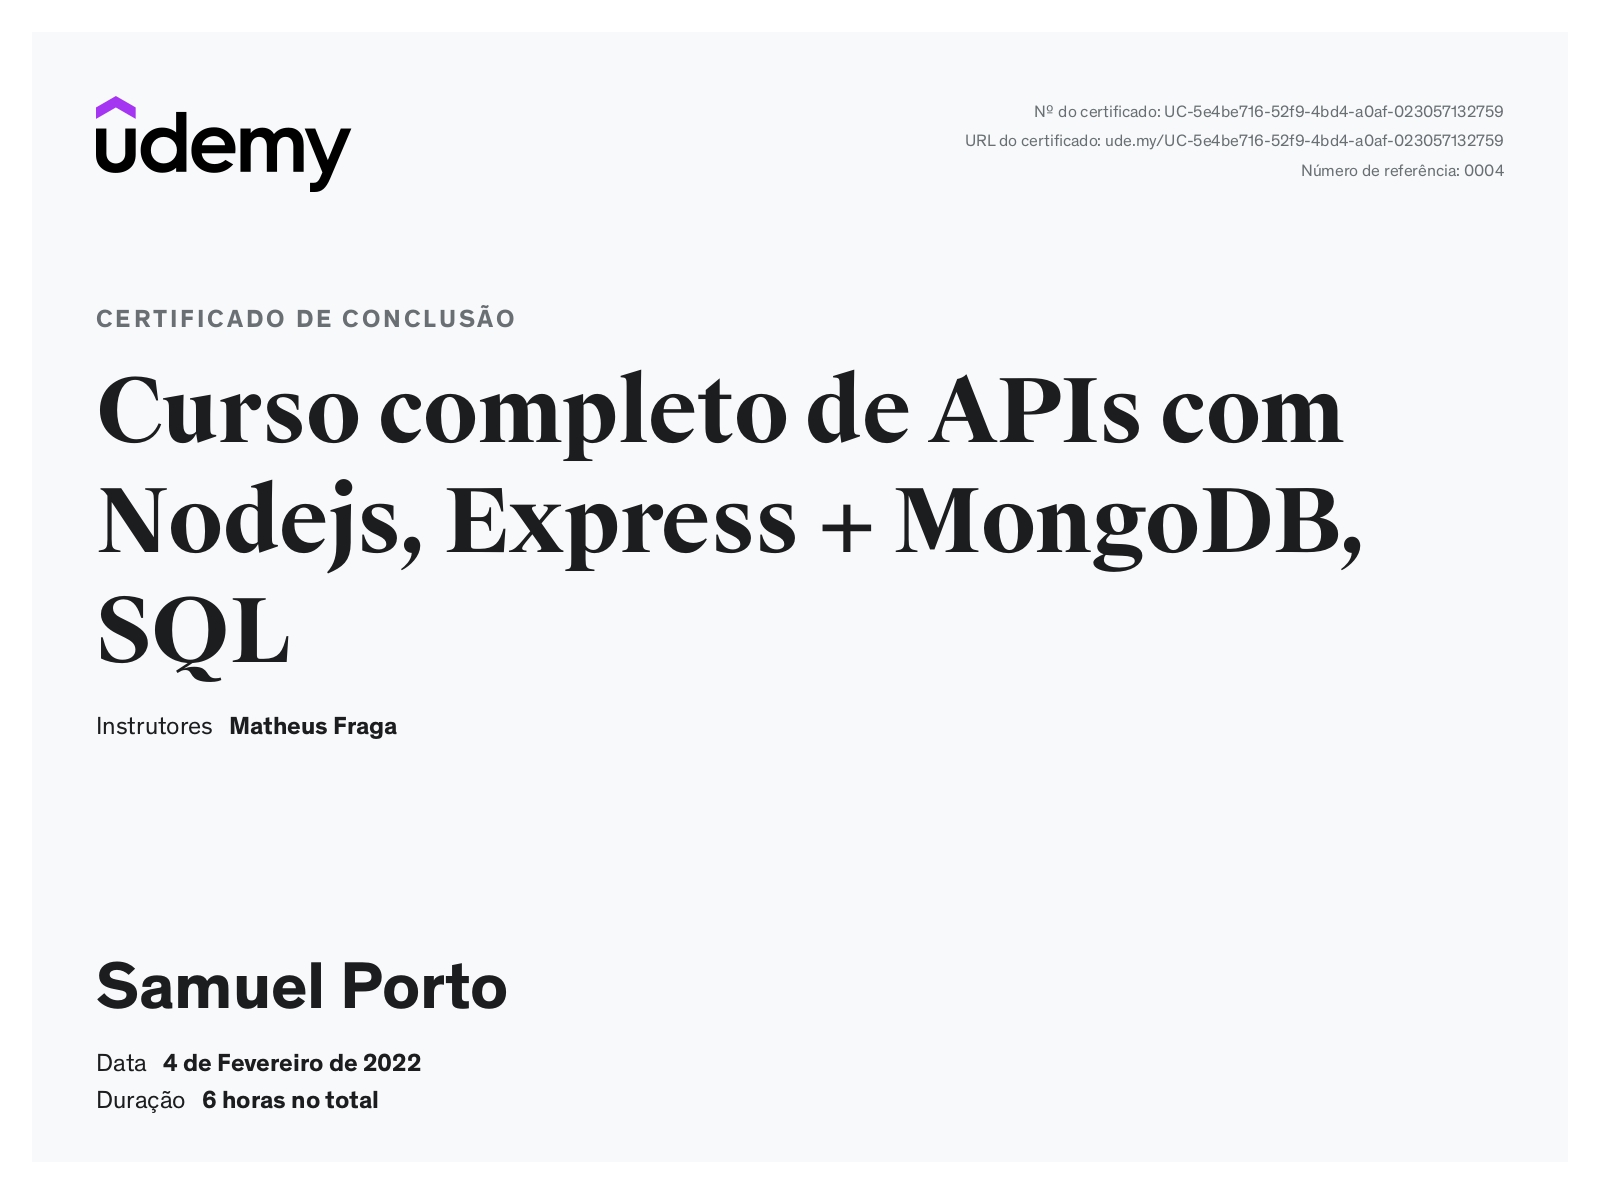 udemy
Nº do certificado: UC-5e4be716-52f9-4bd4-a0af-023057132759
URL do certificado: ude.my/UC-5e4be716-52f9-4bd4-a0af-023057132759
Número de referência: 0004
CERTIFICADO DE CONCLUSÃO
Curso completo de APIs com
Nodejs, Express + MongoDB,
SQL
Instrutores Matheus Fraga
Samuel Porto
Data 4 de Fevereiro de 2022
Duração 6 horas no total